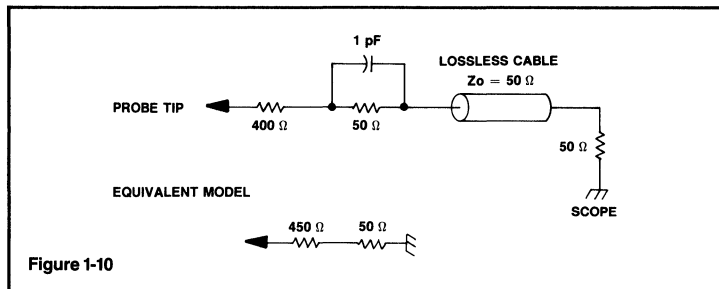 1 pF
LOSSLESS CABLE
Zo = 50 Ω
PROBE TIP
400 Ω
50 Ω
50 Ω
SCOPE
EQUIVALENT MODEL
450 Ω
50 Ω
Figure 1-10